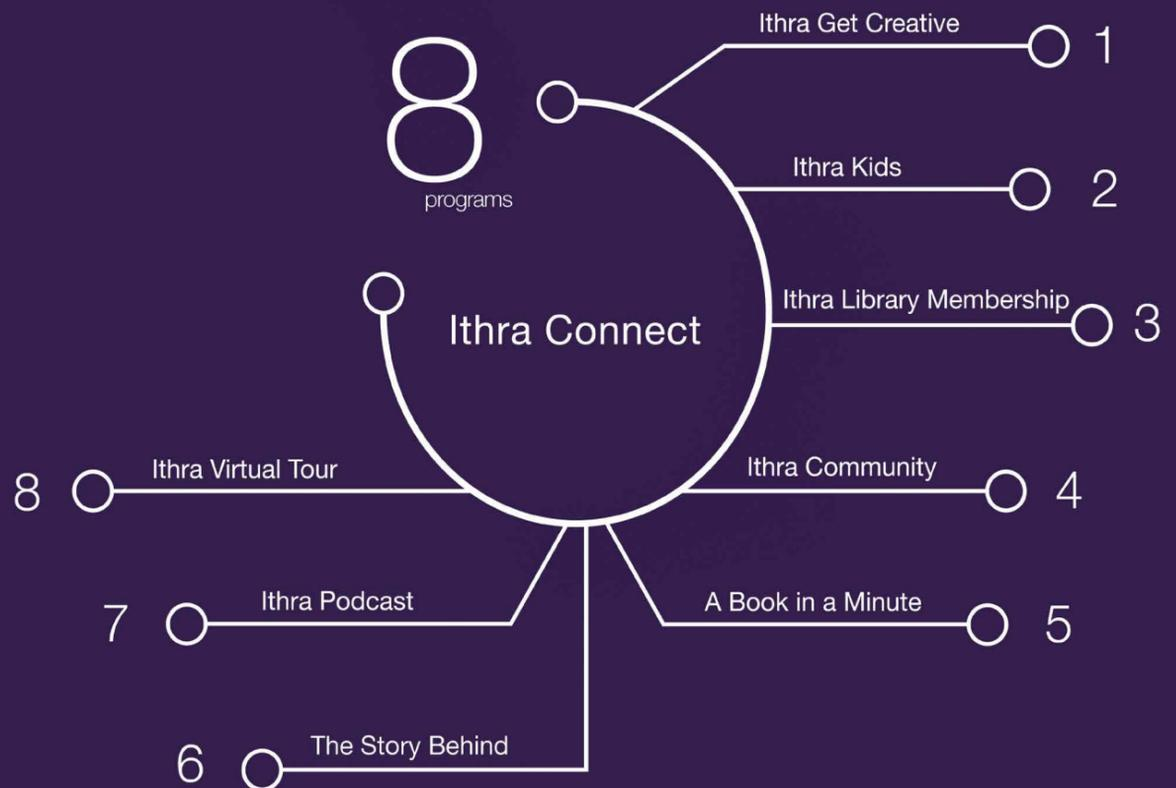 8
programs
Ithra Connect
Ithra Get Creative 1
Ithra Kids 2
Ithra Library Membership 3
Ithra Community 4
A Book in a Minute 5
6 The Story Behind
7 Ithra Podcast
8 Ithra Virtual Tour